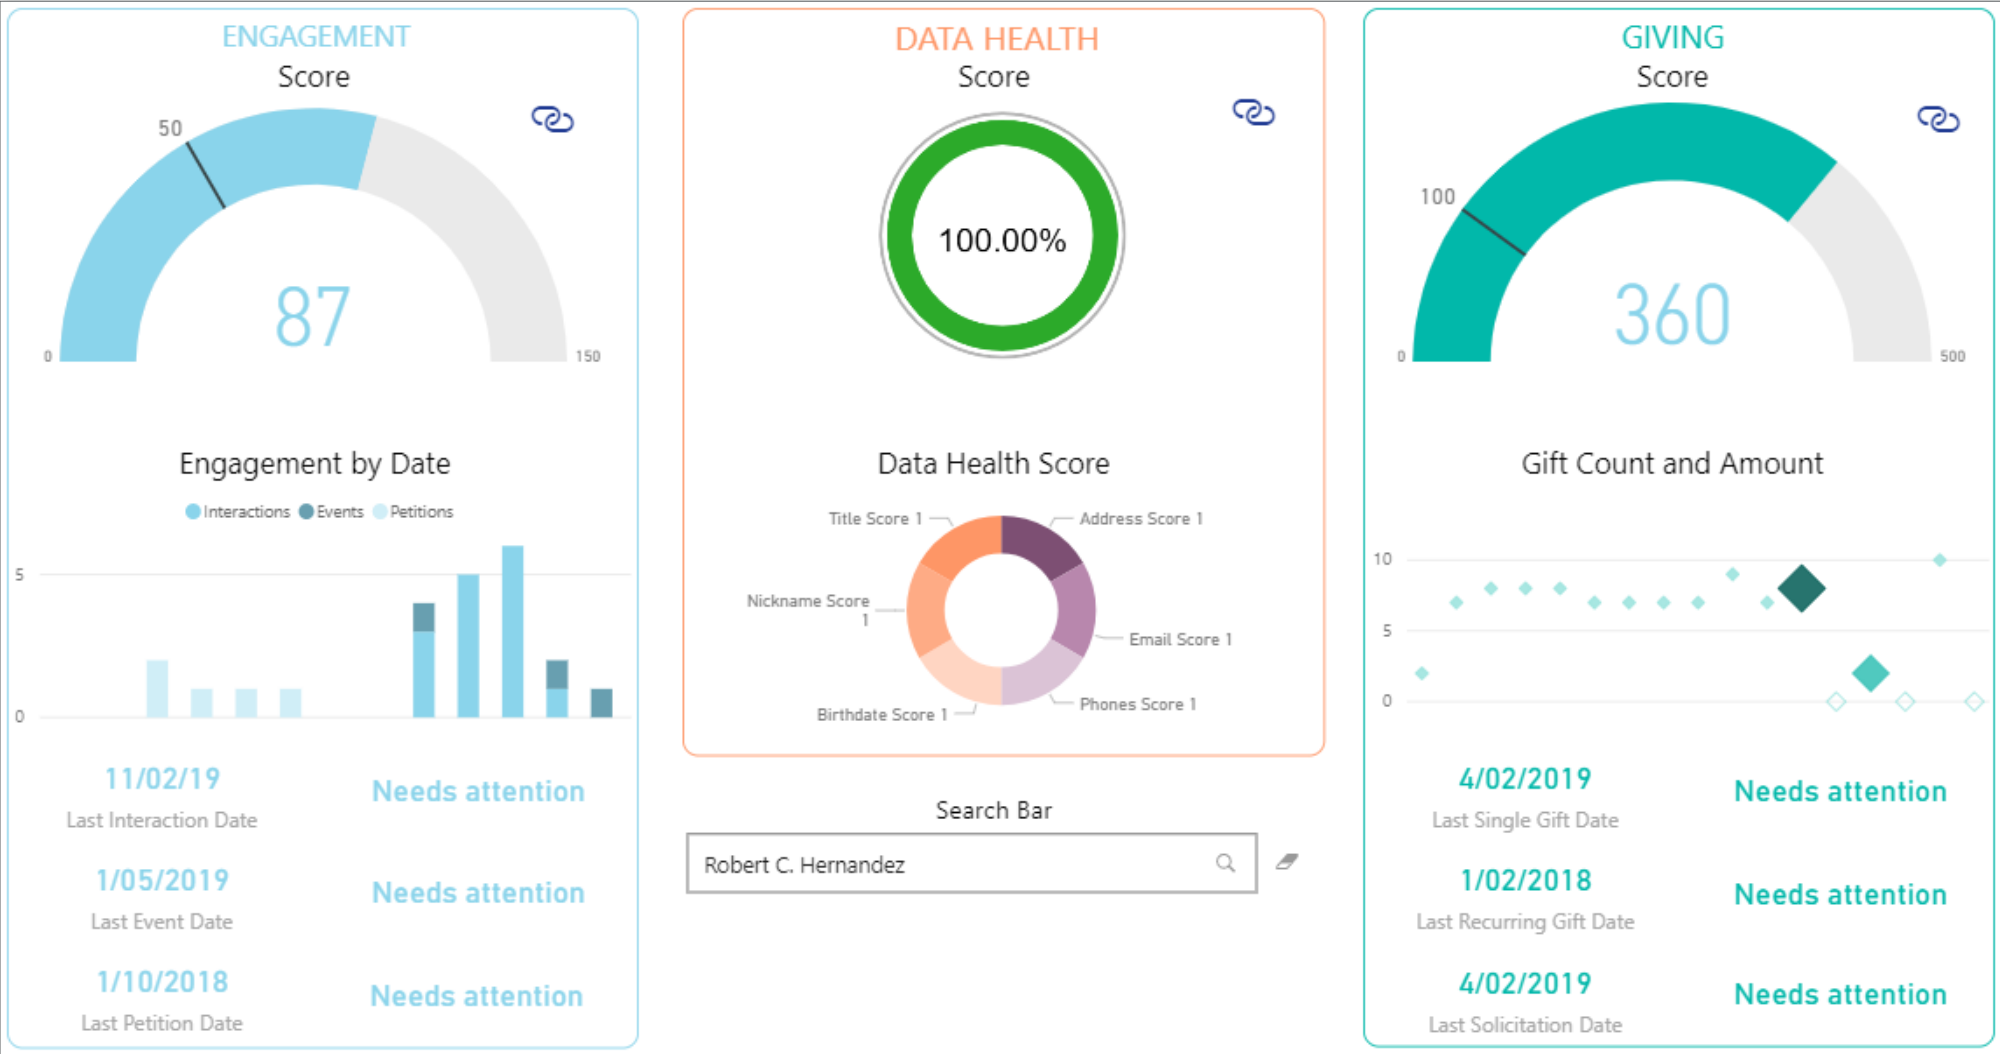 ENGAGEMENT
Score
50
87
0
150
Engagement by Date
Interactions Events Petitions
5
0
11/02/19
Last Interaction Date
Needs attention
1/05/2019
Last Event Date
Needs attention
1/10/2018
Last Petition Date
Needs attention
DATA HEALTH
Score
100.00%
Data Health Score
Title Score 1
Address Score 1
Nickname Score
1
Email Score 1
Birthdate Score 1
Phones Score 1
Search Bar
Robert C. Hernandez
GIVING
Score
100
360
0
500
Gift Count and Amount
10
5
0
4/02/2019
Last Single Gift Date
Needs attention
1/02/2018
Last Recurring Gift Date
Needs attention
4/02/2019
Last Solicitation Date
Needs attention